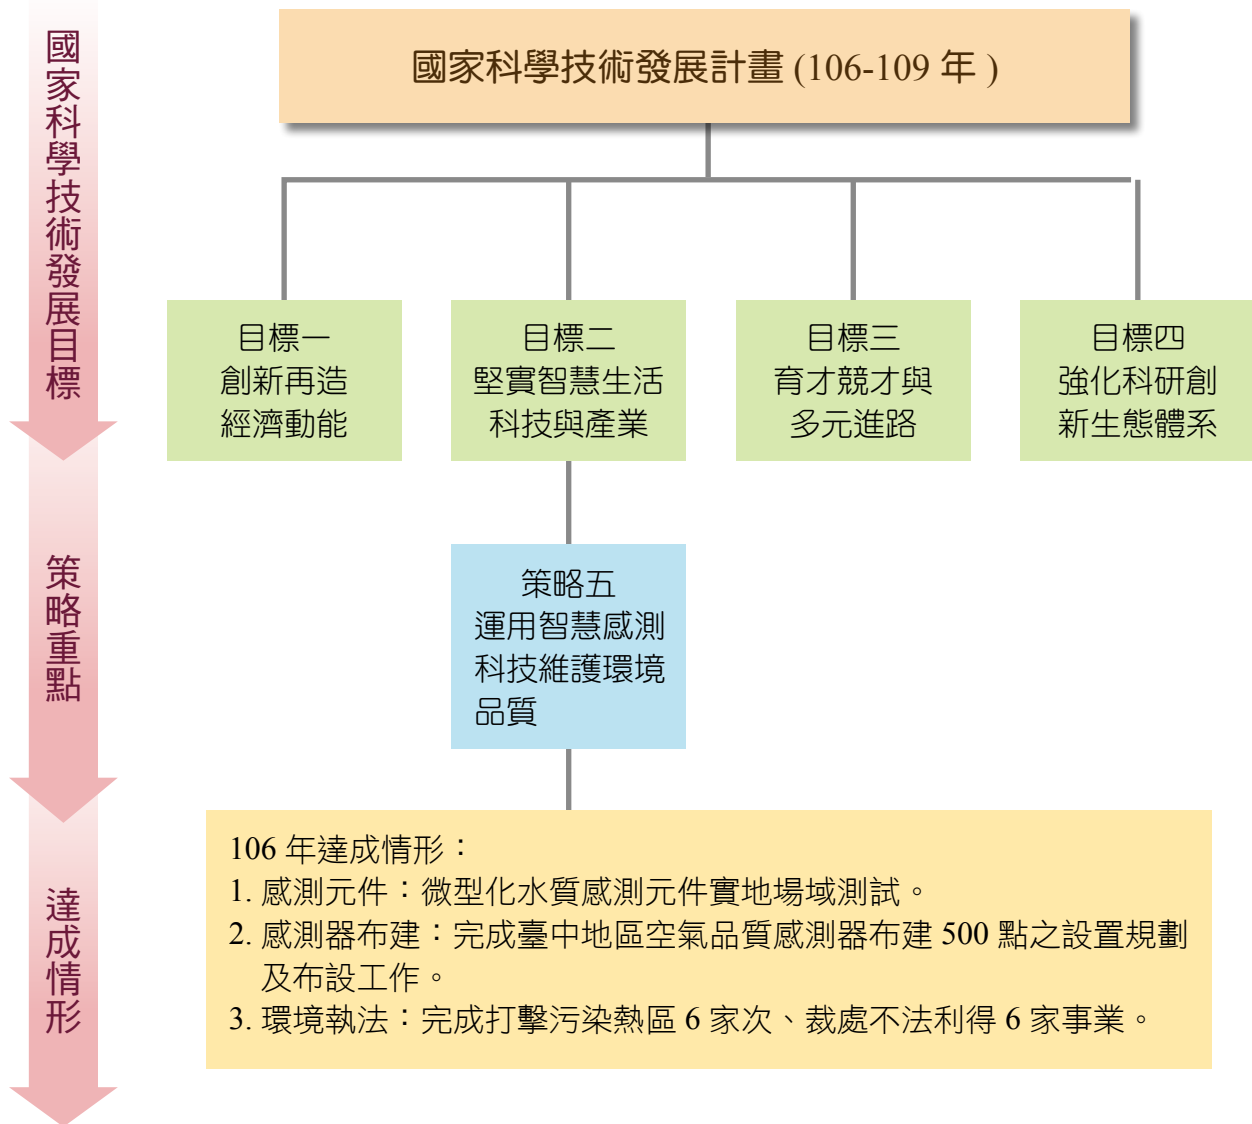 國家科學技術發展目標
國家科學技術發展計畫 (106-109 年 )
目標一
創新再造
經濟動能
目標二
堅實智慧生活
科技與產業
目標三
育才競才與
多元進路
目標四
強化科研創
新生態體系
策略重點
策略五
運用智慧感測
科技維護環境
品質
達成情形
106 年達成情形：
1. 感測元件：微型化水質感測元件實地場域測試。
2. 感測器布建：完成臺中地區空氣品質感測器布建 500 點之設置規劃
及布設工作。
3. 環境執法：完成打擊污染熱區 6 家次、裁處不法利得 6 家事業。